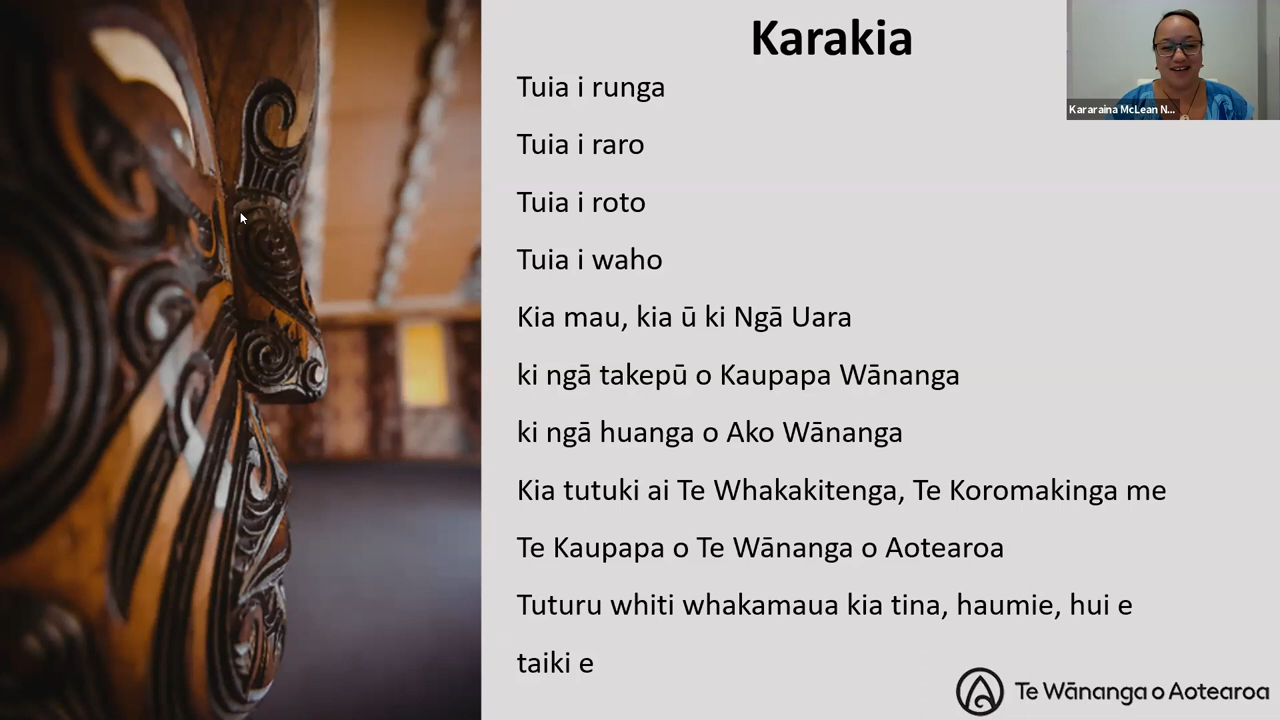 Karakia
Kararaina McLean N...
Tuia i runga
Tuia i raro
Tuia i roto
Tuia i waho
Kia mau, kia ū ki Ngā Uara
ki ngā takepū o Kaupapa Wānanga
ki ngā huanga o Ako Wānanga
Kia tutuki ai Te Whakakitenga, Te Koromakinga me
Te Kaupapa o Te Wānanga o Aotearoa
Tuturu whiti whakamaua kia tina, haumie, hui e
taiki e
Te Wānanga o Aotearoa